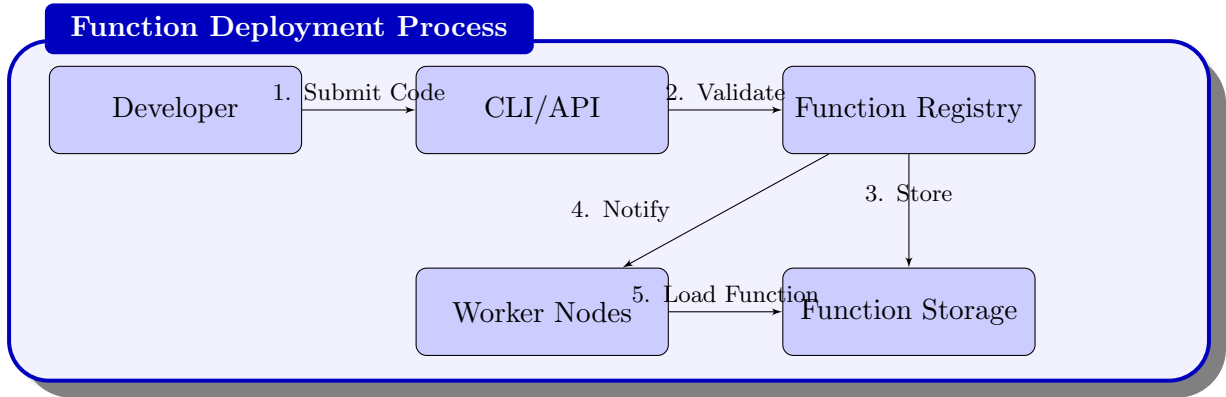 Function Deployment Process
Developer
1. Submit Code
CLI/API
2. Validate
Function Registry
3. Store
4. Notify
Worker Nodes
5. Load Function
Function Storage